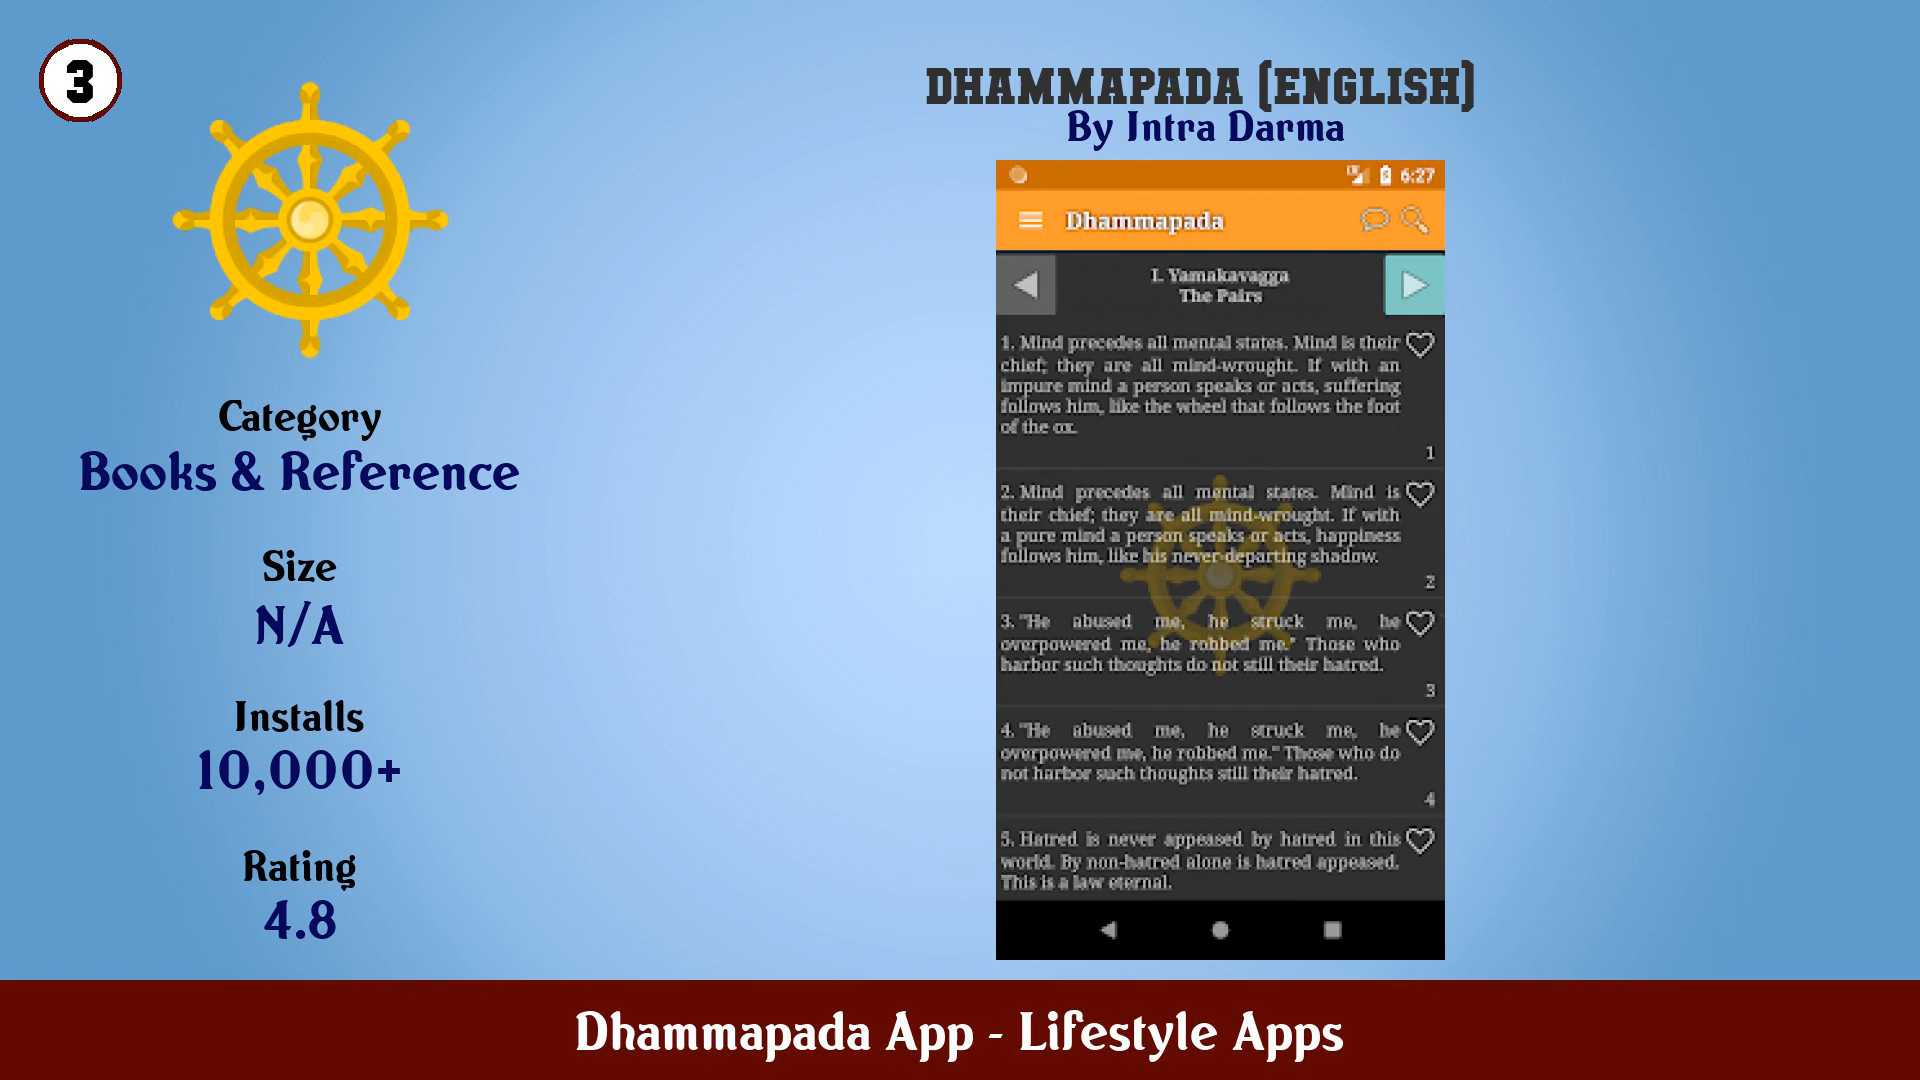 3
DHAMMAPADA (ENGLISH)
By Intra Darma
Category
Books & Reference
Size
N/A
Installs
10,000+
Rating
4.8
6:27
Dhammapada
I. Yamakavagga
The Pairs
1. Mind precedes all mental states. Mind is their
chief; they are all mind-wrought. If with an
impure mind a person speaks or acts, suffering
follows him, like the wheel that follows the foot
of the ox.
1
2. Mind precedes all mental states. Mind is
their chief; they are all mind-wrought. If with
a pure mind a person speaks or acts, happiness
follows him, like his never-departing shadow.
2
3. "He abused me, he struck me, he
overpowered me, he robbed me." Those who
harbor such thoughts do not still their hatred.
3
4. "He abused me, he struck me, he
overpowered me, he robbed me." Those who do
not harbor such thoughts still their hatred.
4
5. Hatred is never appeased by hatred in this
world. By non-hatred alone is hatred appeased.
This is a law eternal.
Dhammapada App - Lifestyle Apps